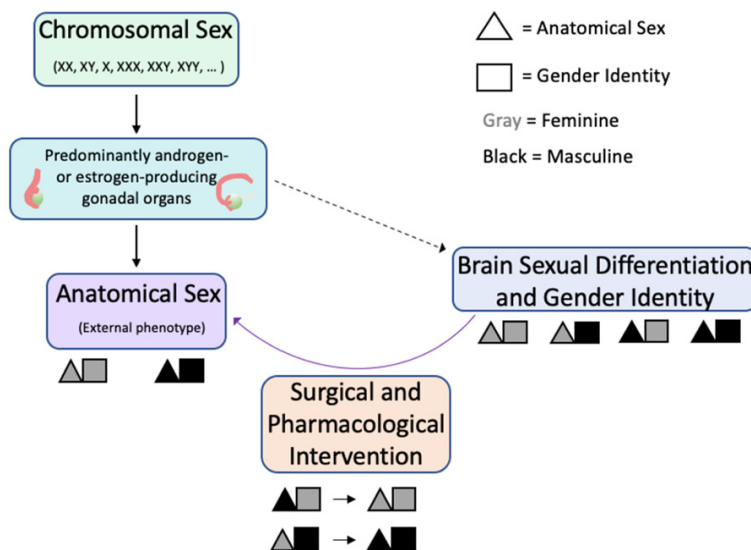 Chromosomal Sex
(XX, XY, X, XXX, XXY, XYY, ... )
Predominantly androgen-
or estrogen-producing
gonadal organs
Anatomical Sex
(External phenotype)
= Anatomical Sex
= Gender Identity
Gray = Feminine
Black = Masculine
Brain Sexual Differentiation
and Gender Identity
Surgical and
Pharmacological
Intervention